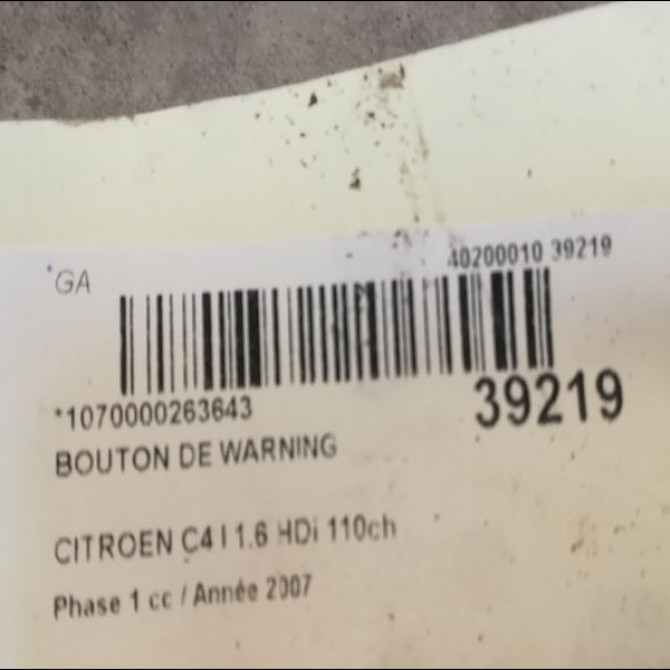 *GA
40200010 39219
*1070000263643
39219
BOUTON DE WARNING
CITROEN C4 I 1.6 HDi 110ch
Phase 1 cc / Année 2007